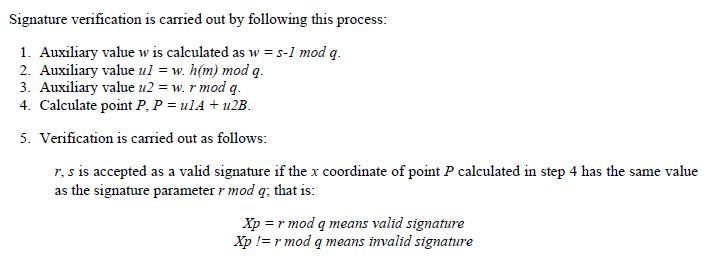 Signature verification is carried out by following this process:
1. Auxiliary value w is calculated as w = s-1 mod q.
2. Auxiliary value u1 = w. h(m) mod q.
3. Auxiliary value u2 = w. r mod q.
4. Calculate point P, P = u1A + u2B.
5. Verification is carried out as follows:
r, s is accepted as a valid signature if the x coordinate of point P calculated in step 4 has the same value
as the signature parameter r mod q; that is:
Xp = r mod q means valid signature
Xp != r mod q means invalid signature